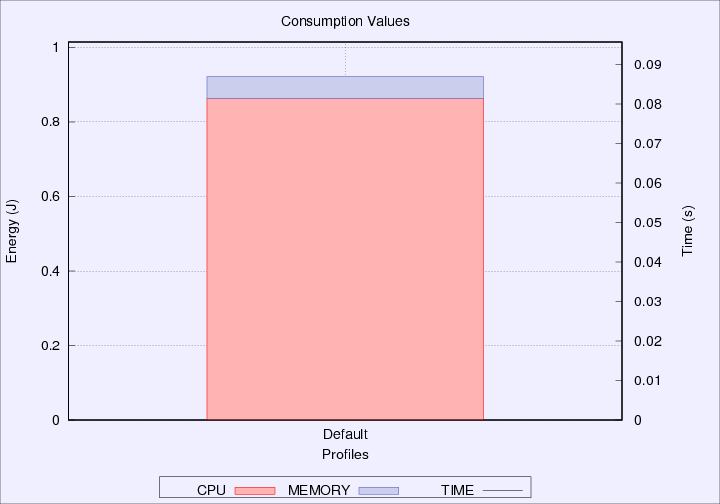 Consumption Values
1
0.8
0.6
0.4
0.2
0
Energy (J)
0.09
0.08
0.07
0.06
0.05
0.04
0.03
0.02
0.01
0
Time (s)
Default
Profiles
CPU MEMORY TIME